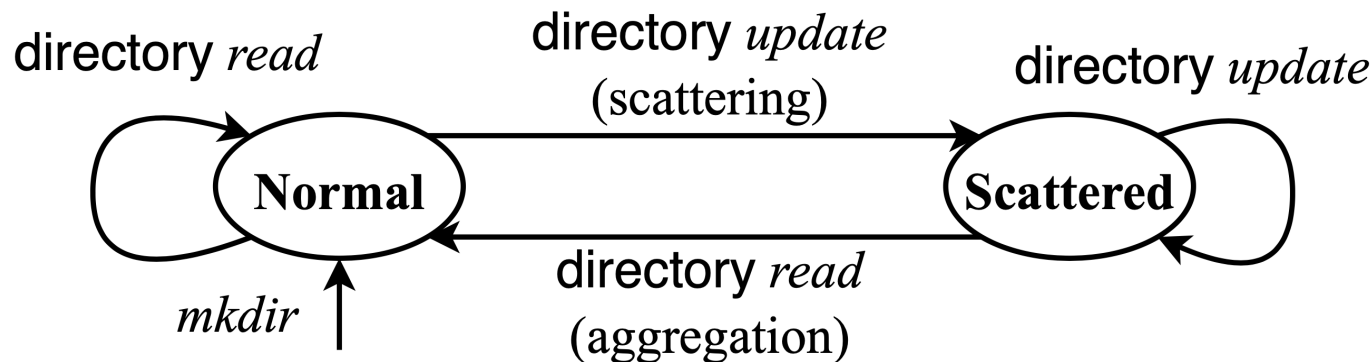 directory read
directory update
(scattering)
directory update
Normal
Scattered
mkdir
directory read
(aggregation)